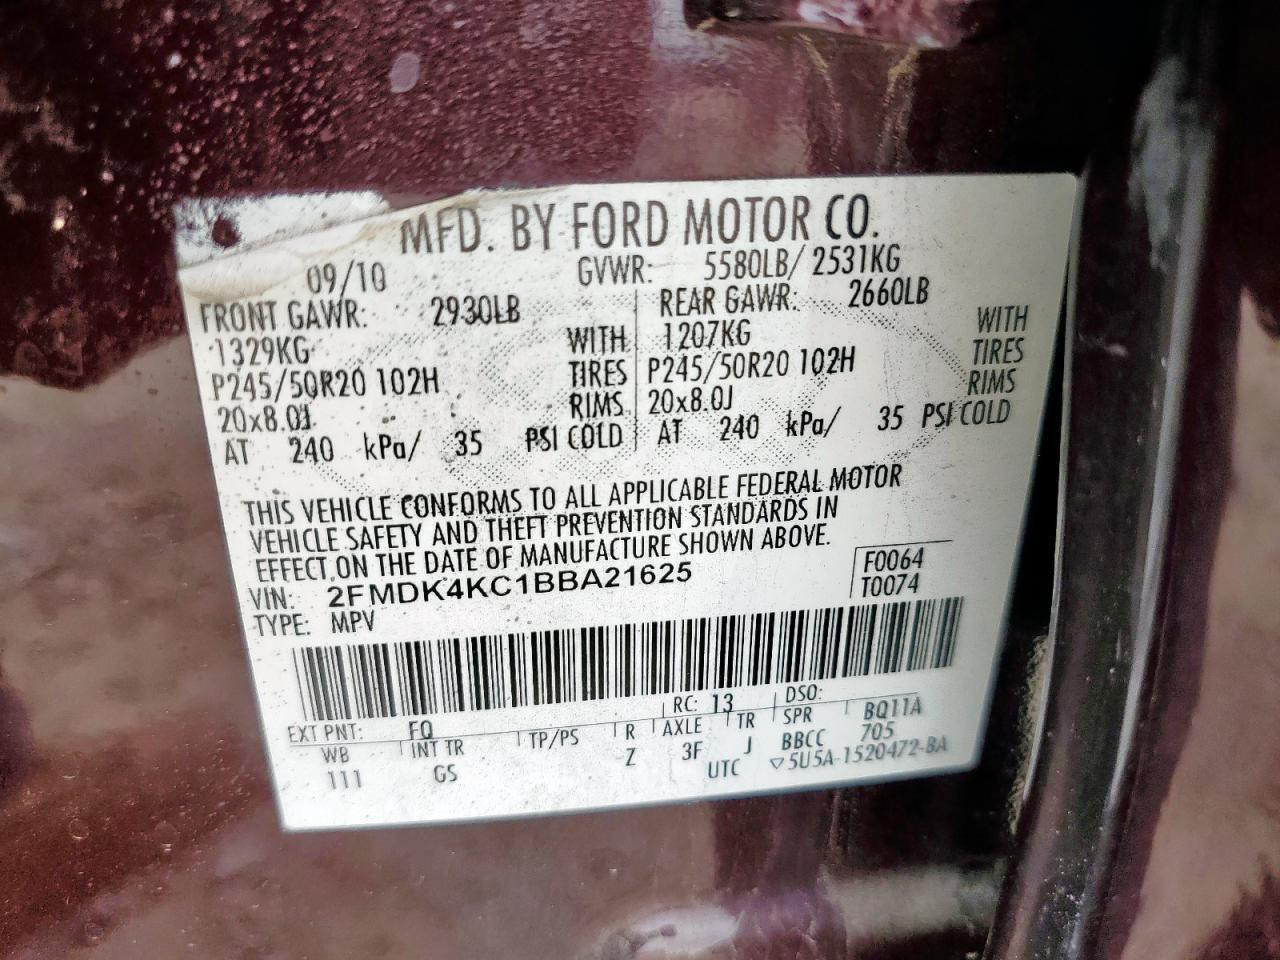 MFD. BY FORD MOTOR CO.
09/10 GVWR: 5580LB/ 2531KG
FRONT GAWR: 2930LB REAR GAWR: 2660LB
1329KG WITH 1207KG WITH
P245/50R20 102H TIRES P245/50R20 102H TIRES
20x8.0J RIMS 20x8.0J RIMS
AT 240 kPa/ 35 PSI COLD AT 240 kPa/ 35 PSI COLD
THIS VEHICLE CONFORMS TO ALL APPLICABLE FEDERAL MOTOR
VEHICLE SAFETY AND THEFT PREVENTION STANDARDS IN
EFFECT ON THE DATE OF MANUFACTURE SHOWN ABOVE.
VIN: 2FMDK4KC1BBA21625 F0064
TYPE: MPV T0074
EXT PNT: FQ RC: 13 DSO:
WB INT TR TP/PS R AXLE TR SPR BQ11A
111 GS Z 3F J BBCC 705
UTC ▽5U5A-1520472-BA